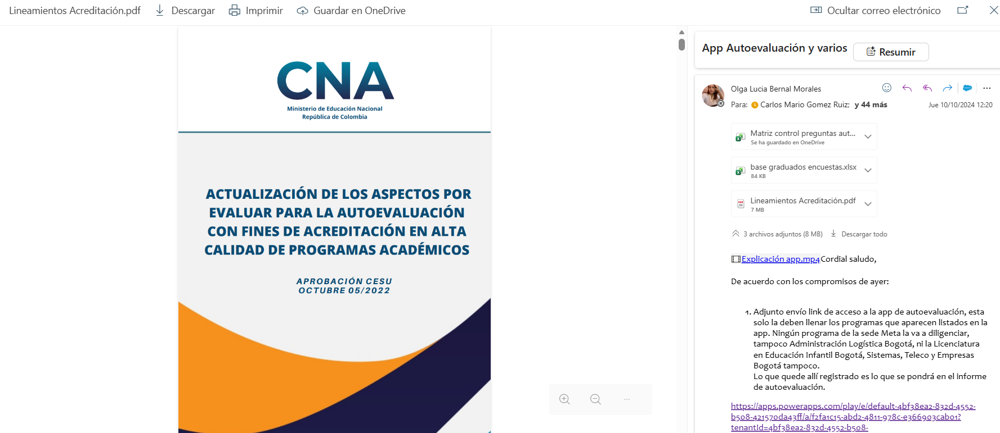 Lineamientos Acreditación.pdf Descargar Imprimir Guardar en OneDrive
Ocultar correo electrónico
CNA
Ministerio de Educación Nacional
República de Colombia
ACTUALIZACIÓN DE LOS ASPECTOS POR
EVALUAR PARA LA AUTOEVALUACIÓN
CON FINES DE ACREDITACIÓN EN ALTA
CALIDAD DE PROGRAMAS ACADÉMICOS
APROBACIÓN CESU
OCTUBRE 05/2022
App Autoevaluación y varios Resumir
Olga Lucia Bernal Morales
Para: Carlos Mario Gomez Ruiz; y 44 más Jue 10/10/2024 12:20
Matriz control preguntas aut...
Se ha guardado en OneDrive
base graduados encuestas.xlsx
84 KB
Lineamientos Acreditación.pdf
7 MB
3 archivos adjuntos (8 MB) Descargar todo
Explicación app.mp4Cordial saludo,
De acuerdo con los compromisos de ayer:
1. Adjunto envío link de acceso a la app de autoevaluación, esta
solo la deben llenar los programas que aparecen listados en la
app. Ningún programa de la sede Meta la va a diligenciar,
tampoco Administración Logística Bogotá, ni la Licenciatura
en Educación Infantil Bogotá, Sistemas, Teleco y Empresas
Bogotá tampoco.
Lo que quede allí registrado es lo que se pondrá en el informe
de autoevaluación.
https://apps.powerapps.com/play/e/default-4bf38ea2-832d-4552-
b508-421570da43ff/a/f2fa1c15-abd2-4811-978c-e366903cab01?
tenantId=4bf38ea2-832d-4552-b508-